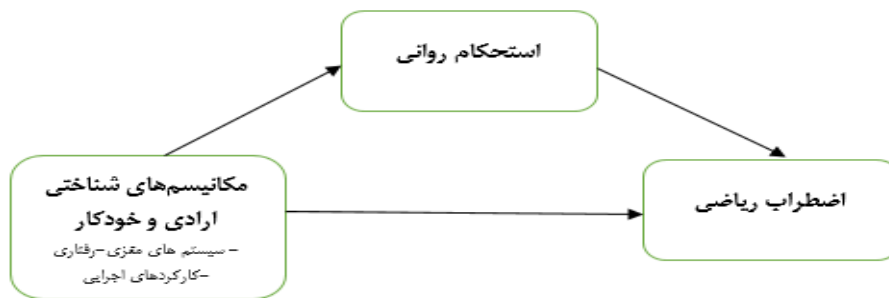 استحکام روانی
مکانیسم‌های شناختی
ارادی و خودکار
- سیستم های مغزی-رفتاری
-کارکردهای اجرایی
اضطراب ریاضی